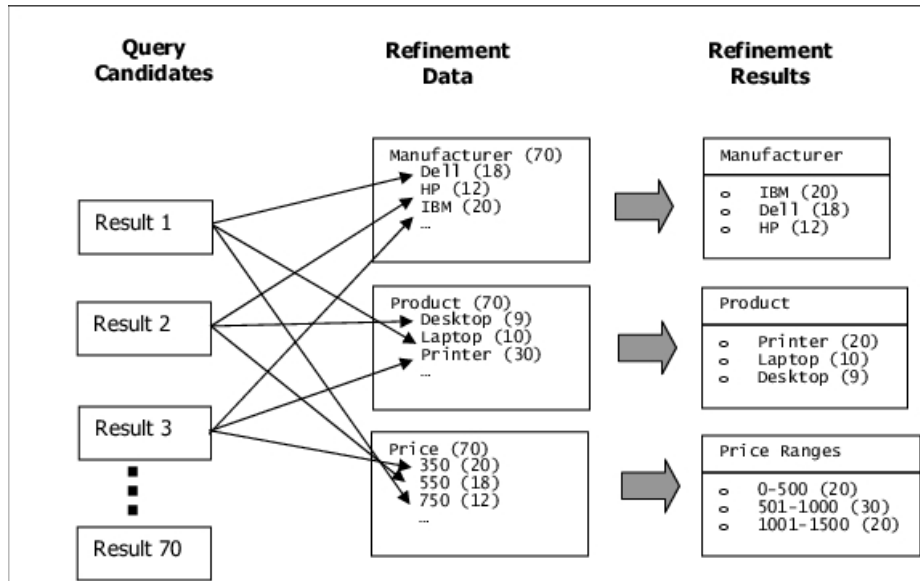 Query
Candidates
Refinement
Data
Refinement
Results
Result 1
Result 2
Result 3
Result 70
Manufacturer (70)
Dell (18)
HP (12)
IBM (20)
…
Product (70)
Desktop (9)
Laptop (10)
Printer (30)
…
Price (70)
350 (20)
550 (18)
750 (12)
…
Manufacturer
o IBM (20)
o Dell (18)
o HP (12)
Product
o Printer (20)
o Laptop (10)
o Desktop (9)
Price Ranges
o 0-500 (20)
o 501-1000 (30)
o 1001-1500 (20)